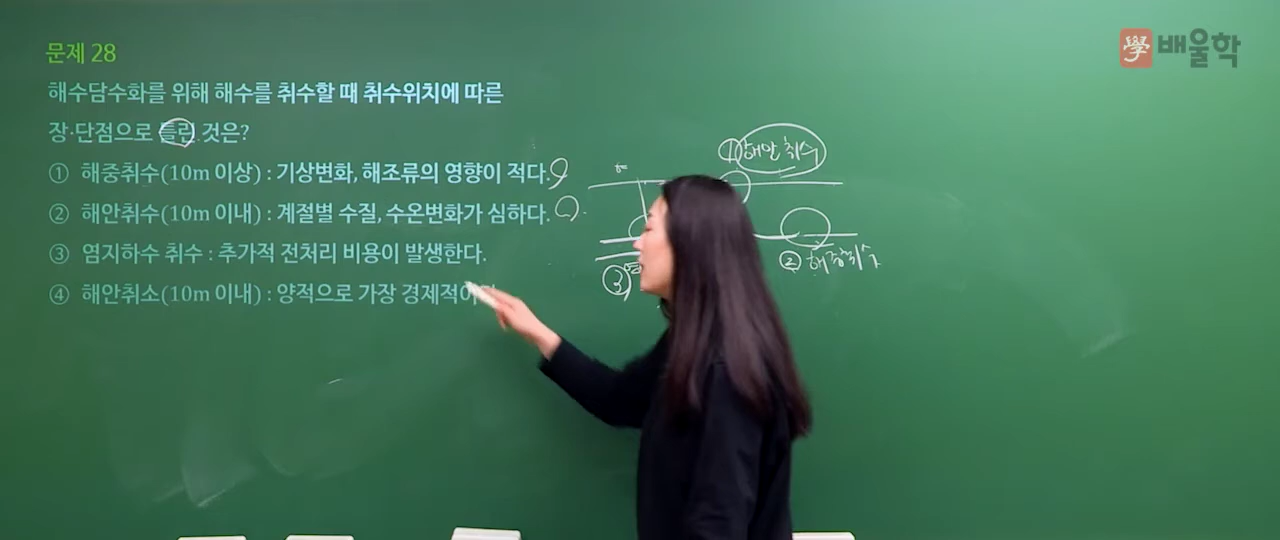 문제 28
學 배울학
해수담수화를 위해 해수를 취수할 때 취수위치에 따른
장·단점으로 틀린 것은?
① 해중취수(10m 이상) : 기상변화, 해조류의 영향이 적다.
② 해안취수(10m 이내) : 계절별 수질, 수온변화가 심하다.
③ 염지하수 취수 : 추가적 전처리 비용이 발생한다.
④ 해안취소(10m 이내) : 양적으로 가장 경제적이
① 해안취수
②
③